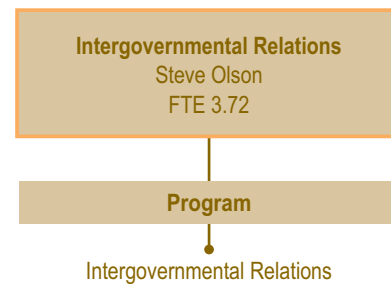 Intergovernmental Relations
Steve Olson
FTE 3.72
Program
Intergovernmental Relations